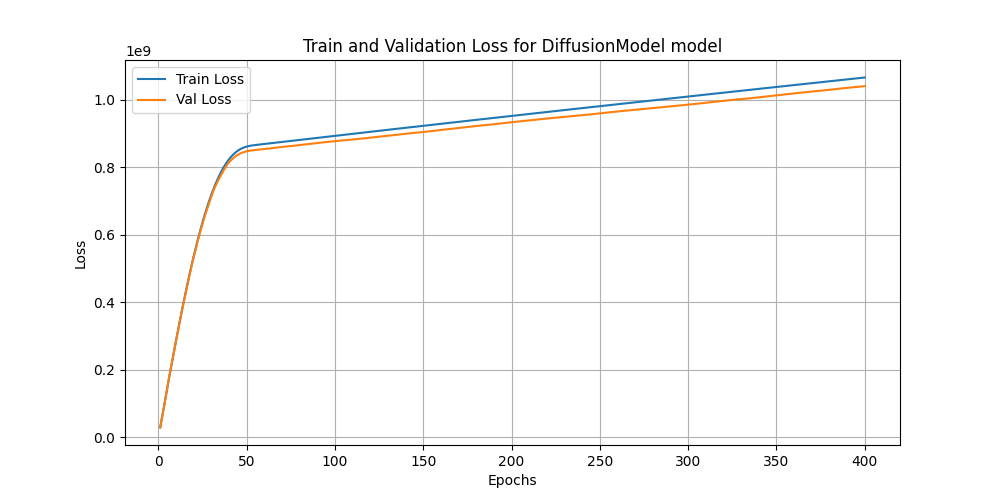 Train and Validation Loss for DiffusionModel model
1e9
Train Loss
Val Loss
1.0
0.8
0.6
0.4
0.2
0.0
Loss
0 50 100 150 200 250 300 350 400
Epochs